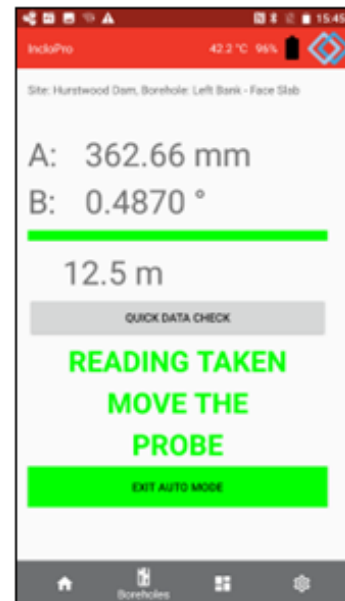 15:45
IncloPro 42.2 °C 96%
Site: Hurstwood Dam, Borehole: Left Bank - Face Slab
A: 362.66 mm
B: 0.4870 °
12.5 m
QUICK DATA CHECK
READING TAKEN
MOVE THE
PROBE
EXIT AUTO MODE
Boreholes